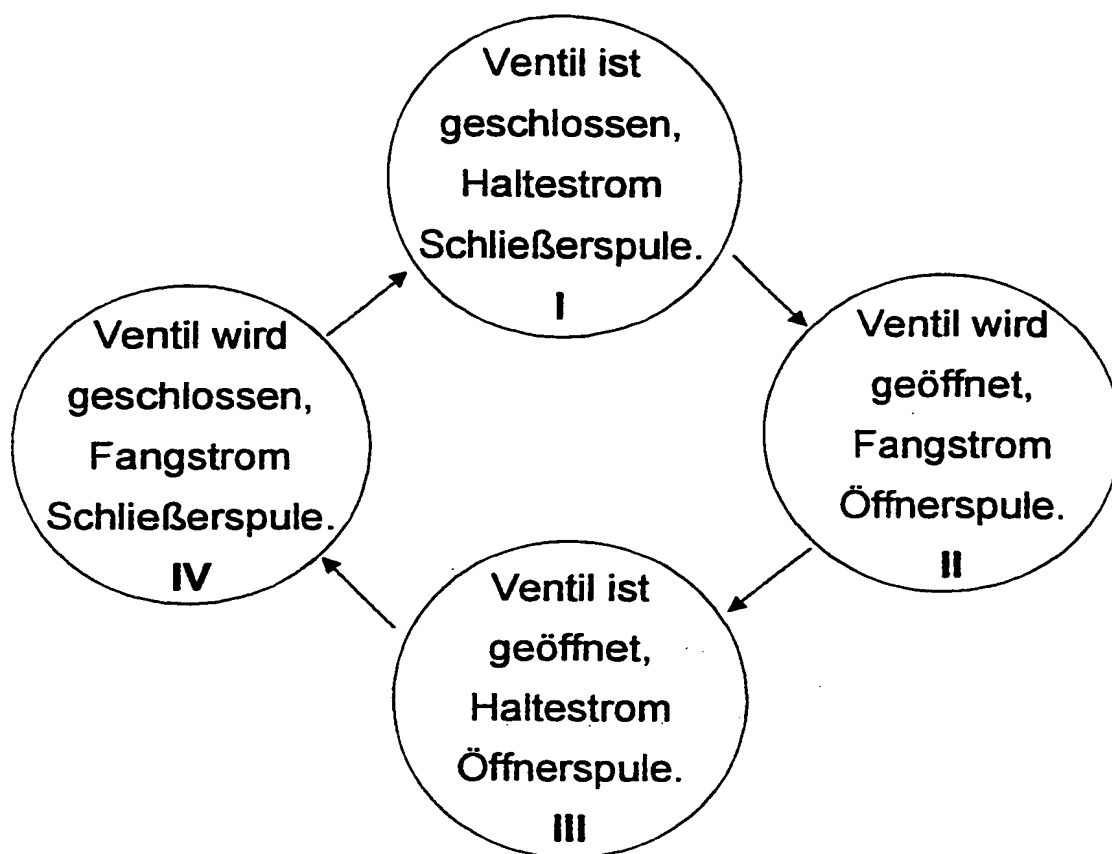 Ventil ist
geschlossen,
Haltestrom
Schließerspule.
I
Ventil wird
geöffnet,
Fangstrom
Öffnerspule.
II
Ventil ist
geöffnet,
Haltestrom
Öffnerspule.
III
Ventil wird
geschlossen,
Fangstrom
Schließerspule.
IV